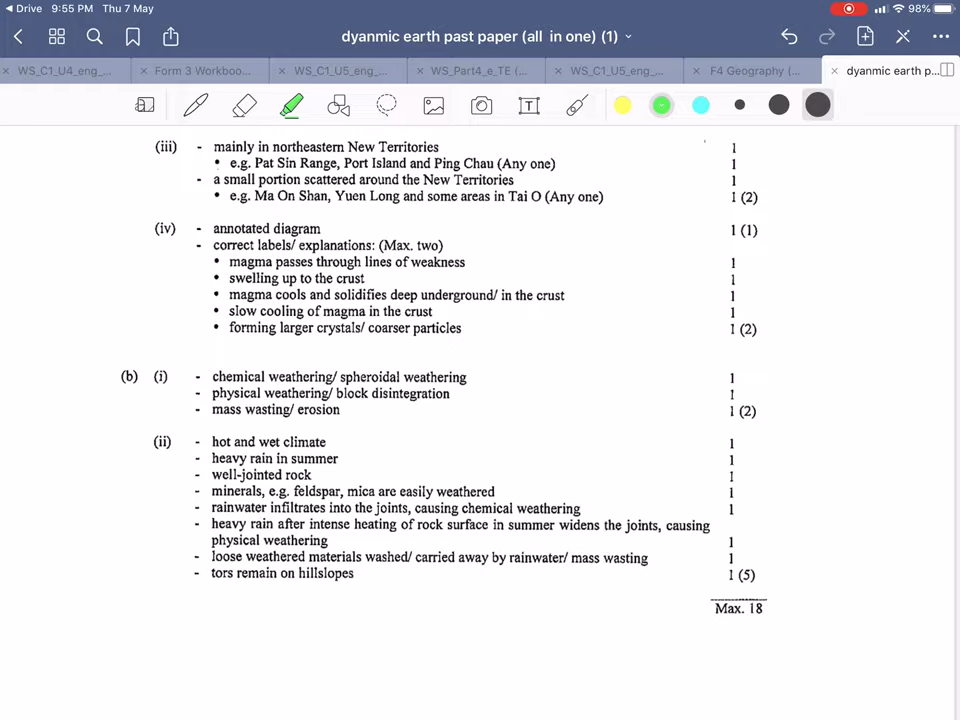 Drive 9:55 PM Thu 7 May 98%
dyanmic earth past paper (all in one) (1)
WS_C1_U4_eng_... Form 3 Workboo... WS_C1_U5_eng_... WS_Part4_e_TE (... WS_C1_U5_eng_... F4 Geography (... dyanmic earth p...
(iii) - mainly in northeastern New Territories 1
• e.g. Pat Sin Range, Port Island and Ping Chau (Any one) 1
- a small portion scattered around the New Territories 1
• e.g. Ma On Shan, Yuen Long and some areas in Tai O (Any one) 1 (2)
(iv) - annotated diagram 1 (1)
- correct labels/ explanations: (Max. two)
• magma passes through lines of weakness 1
• swelling up to the crust 1
• magma cools and solidifies deep underground/ in the crust 1
• slow cooling of magma in the crust 1
• forming larger crystals/ coarser particles 1 (2)
(b) (i) - chemical weathering/ spheroidal weathering 1
- physical weathering/ block disintegration 1
- mass wasting/ erosion 1 (2)
(ii) - hot and wet climate 1
- heavy rain in summer 1
- well-jointed rock 1
- minerals, e.g. feldspar, mica are easily weathered 1
- rainwater infiltrates into the joints, causing chemical weathering 1
- heavy rain after intense heating of rock surface in summer widens the joints, causing
physical weathering 1
- loose weathered materials washed/ carried away by rainwater/ mass wasting 1
- tors remain on hillslopes 1 (5)
Max. 18